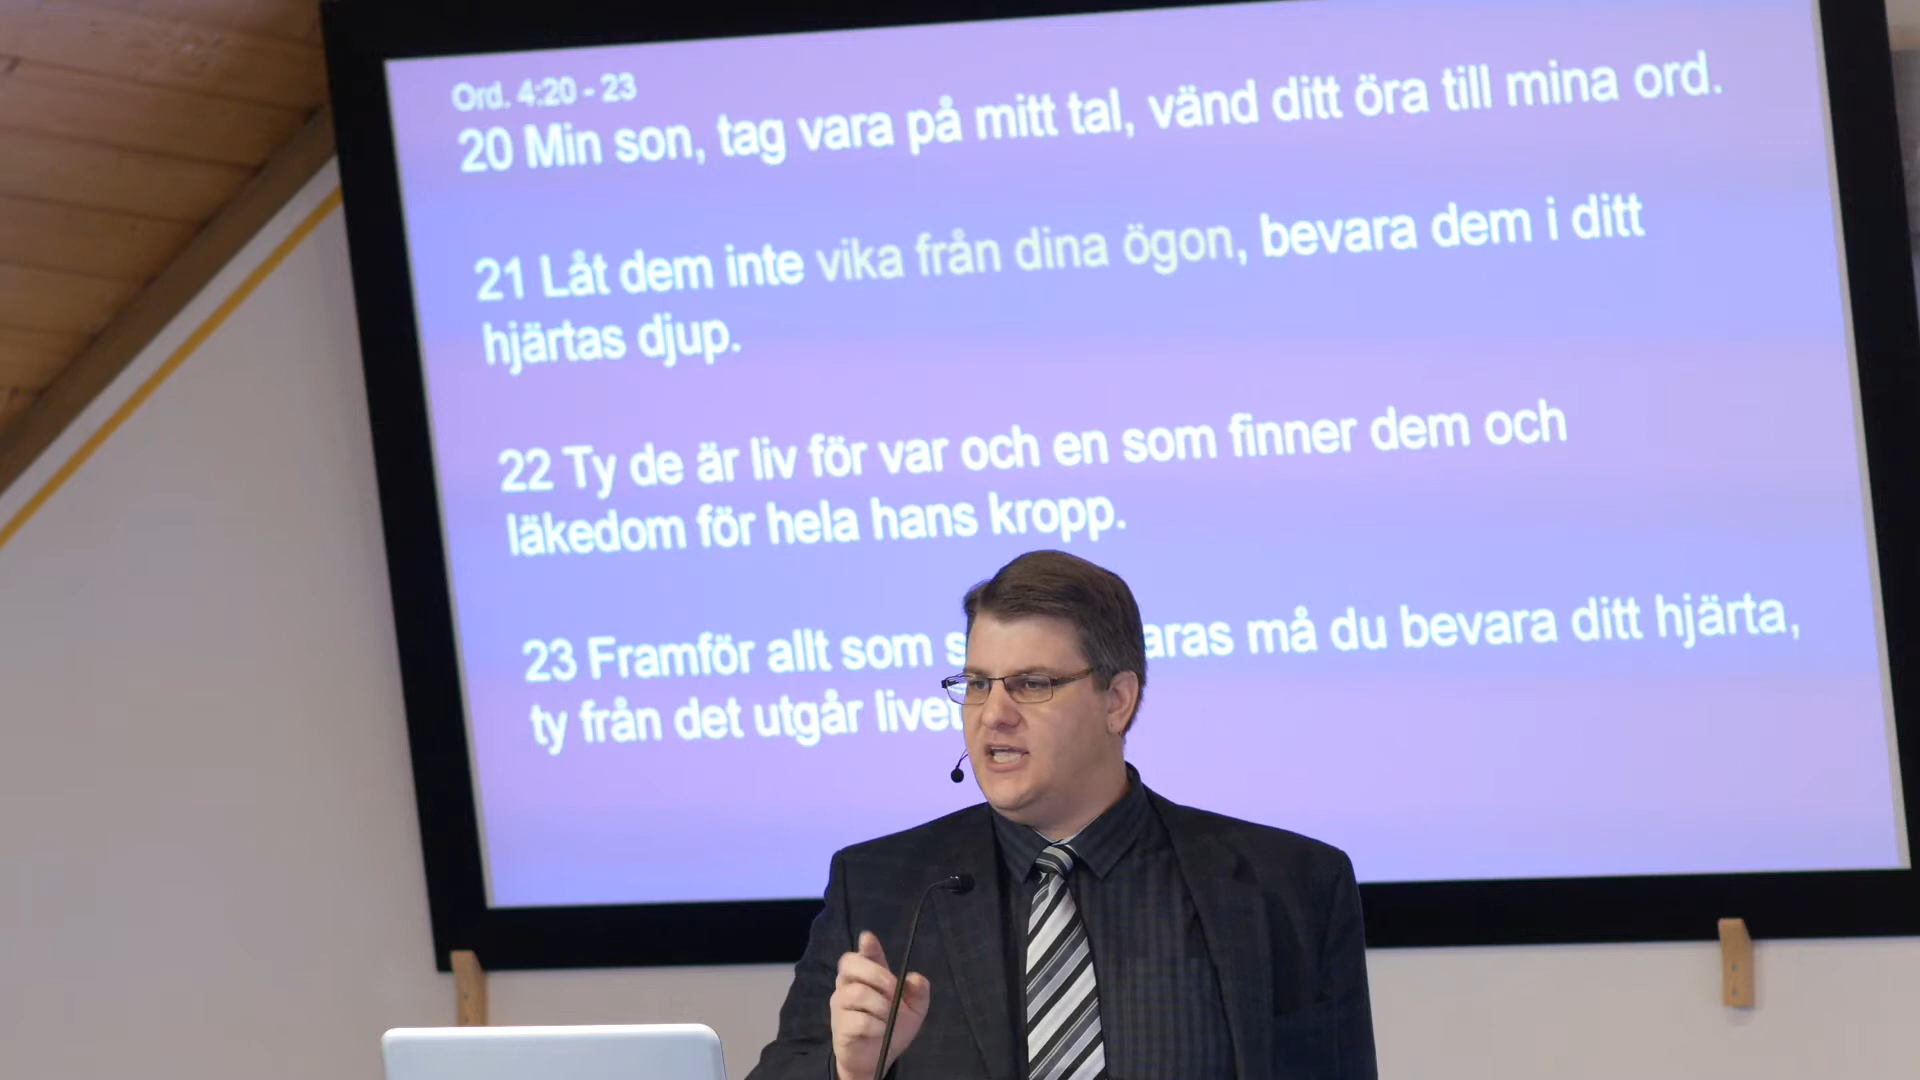 Ord. 4:20 - 23
20 Min son, tag vara på mitt tal, vänd ditt öra till mina ord.
21 Låt dem inte vika från dina ögon, bevara dem i ditt
hjärtas djup.
22 Ty de är liv för var och en som finner dem och
läkedom för hela hans kropp.
23 Framför allt som må du bevara ditt hjärta,
ty från det utgår livet